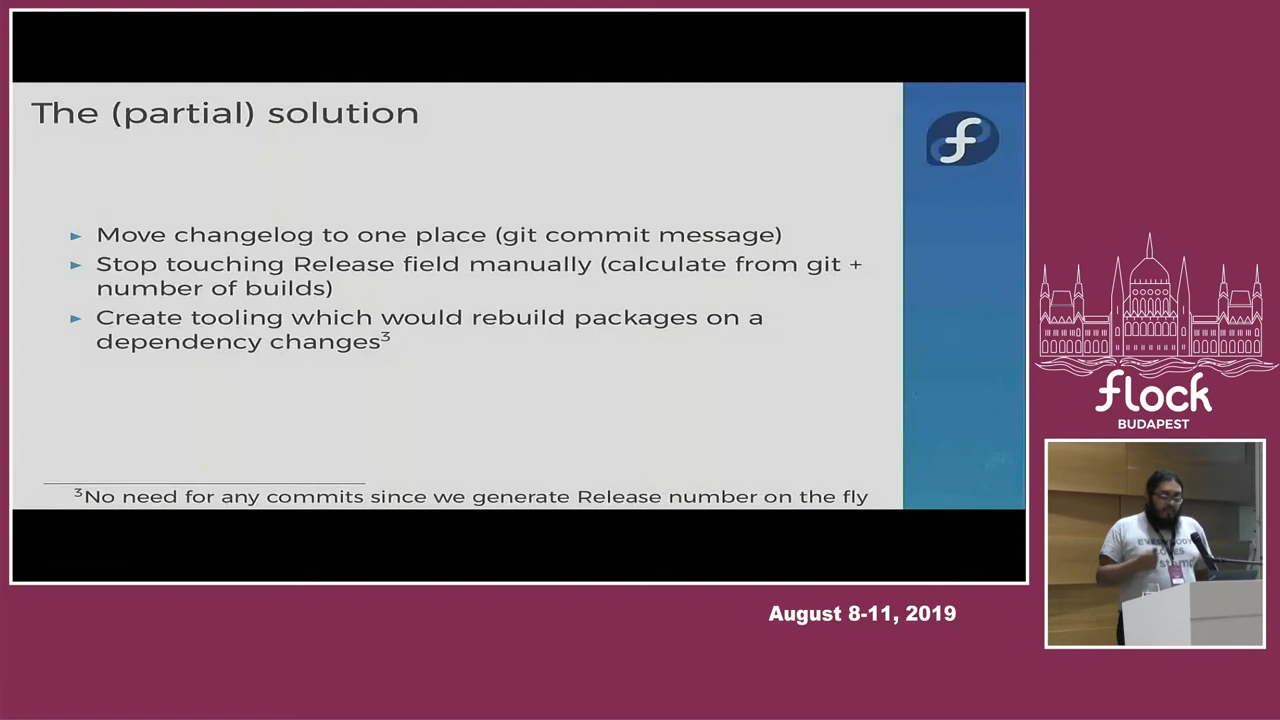 The (partial) solution
► Move changelog to one place (git commit message)
► Stop touching Release field manually (calculate from git +
number of builds)
► Create tooling which would rebuild packages on a
dependency changes³
³No need for any commits since we generate Release number on the fly
flock
BUDAPEST
EVERYBODY
LOVES
August 8-11, 2019